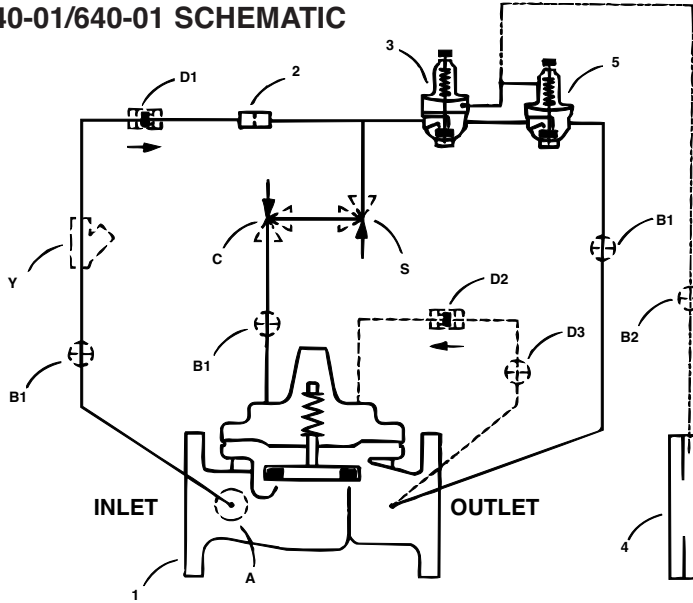 40-01/640-01 SCHEMATIC
3
D1
2
5
C
S
B1
Y
D2
B2
D3
B1
B1
INLET
OUTLET
4
A
1